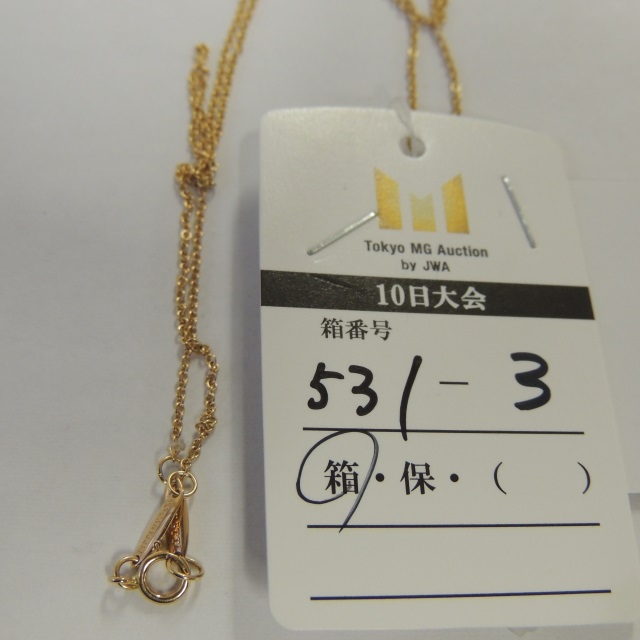 Tokyo MG Auction
by JWA
10日大会
箱番号
531-3
箱・保・（ ）